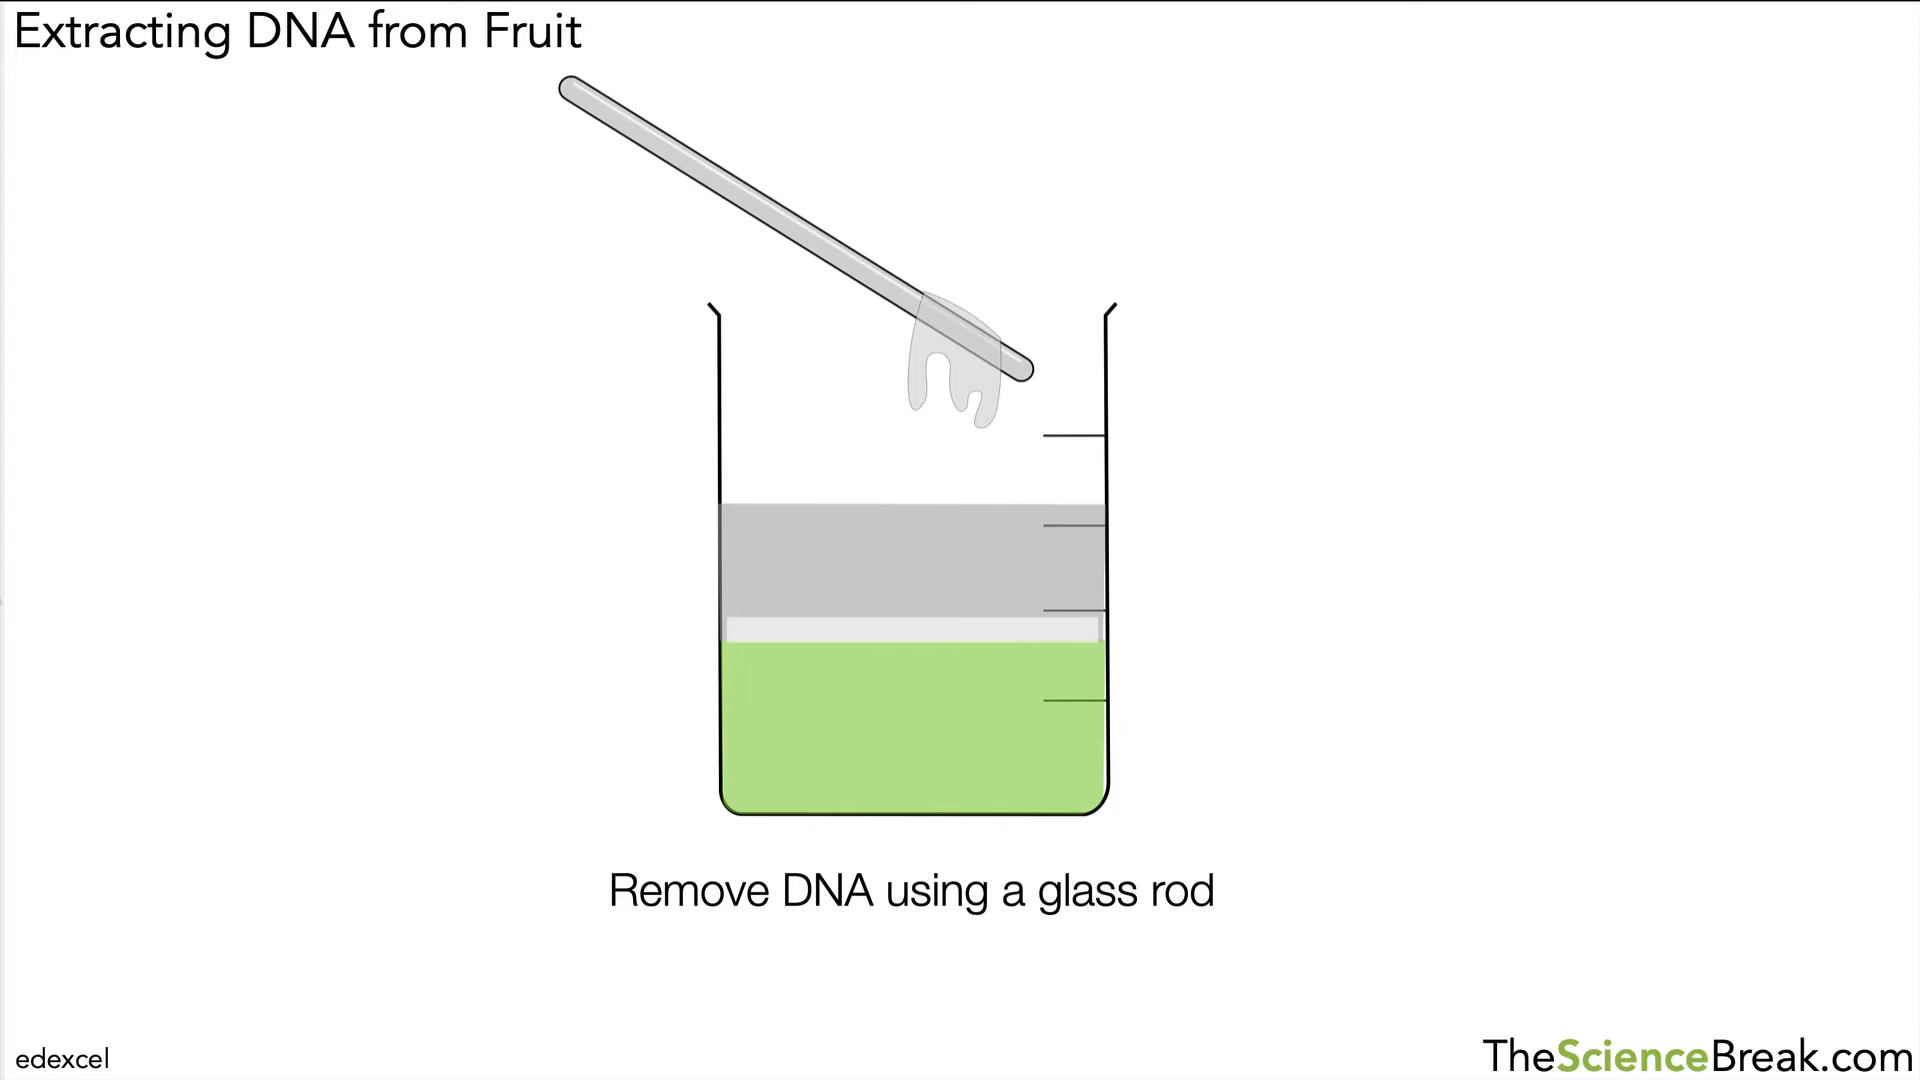 Extracting DNA from Fruit
Remove DNA using a glass rod
edexcel
TheScienceBreak.com